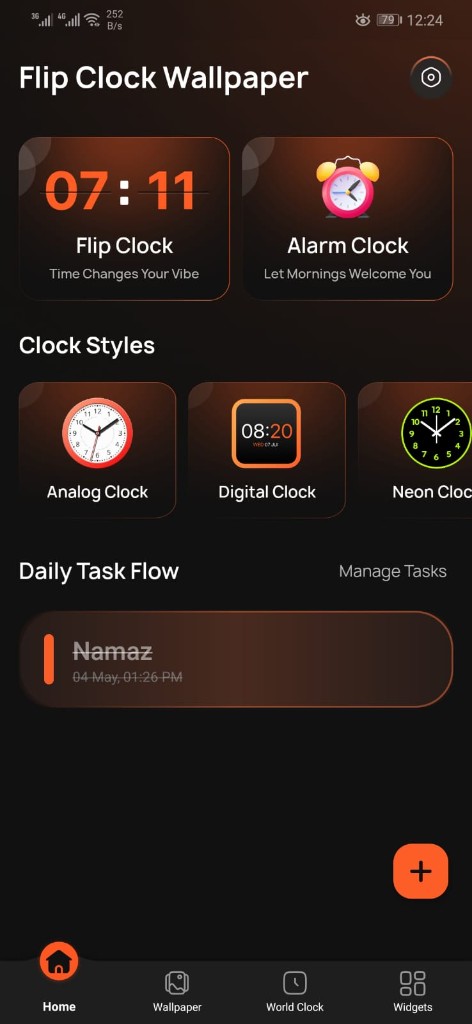 3G 4G 252 B/s 79 12:24
Flip Clock Wallpaper
07:11
Flip Clock
Time Changes Your Vibe
Alarm Clock
Let Mornings Welcome You
Clock Styles
Analog Clock
08:20
Digital Clock
Neon Cloc
Daily Task Flow
Manage Tasks
Namaz
04 May, 01:26 PM
+
Home
Wallpaper
World Clock
Widgets